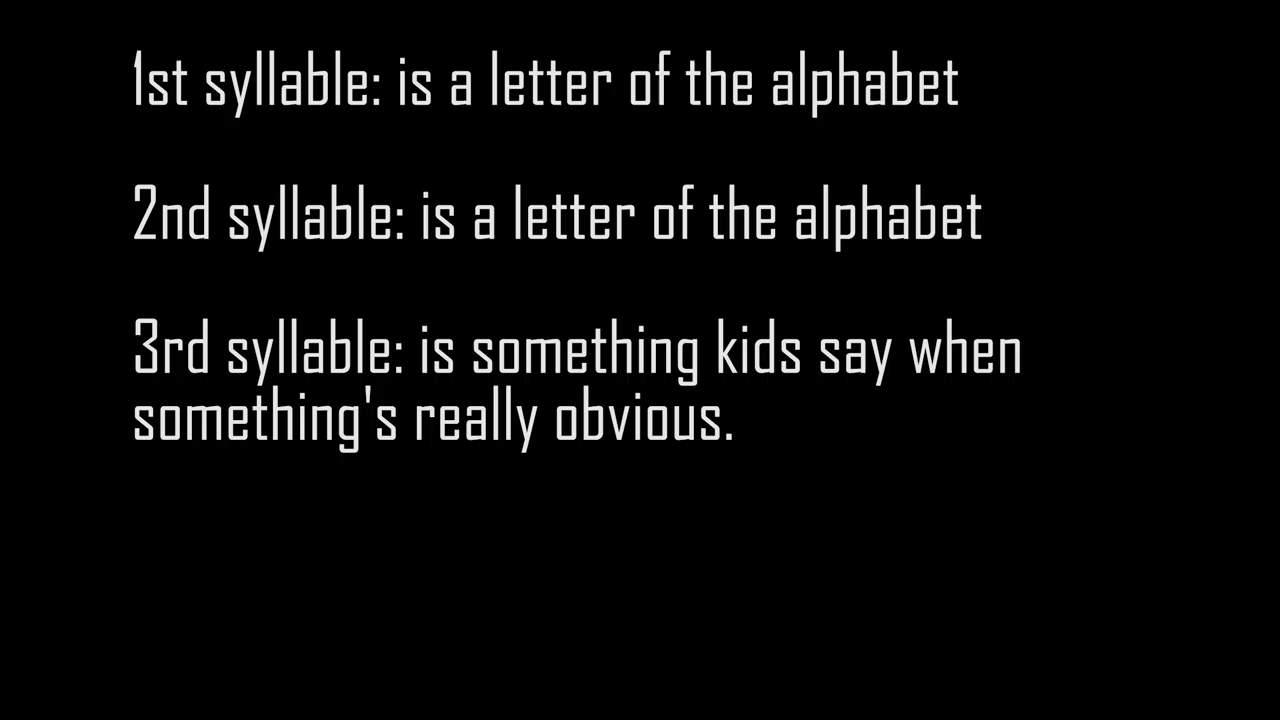 1st syllable: is a letter of the alphabet
2nd syllable: is a letter of the alphabet
3rd syllable: is something kids say when
something's really obvious.